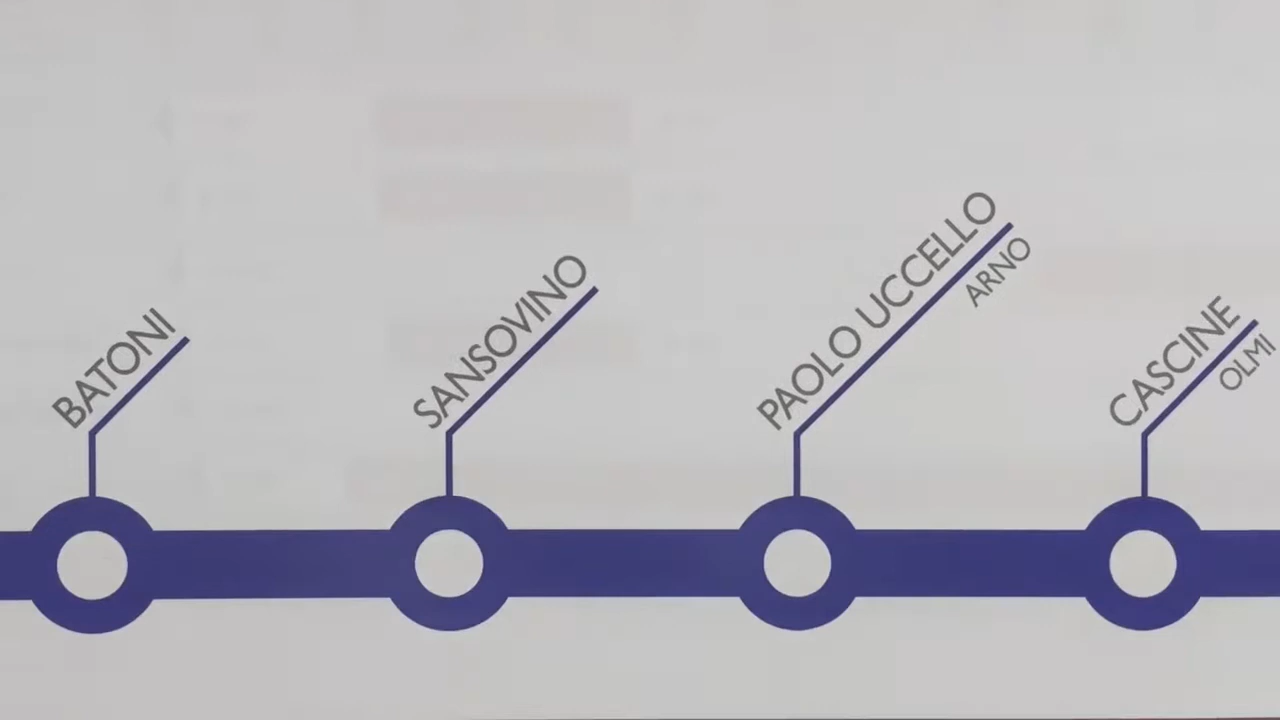 BATONI
SANSOVINO
PAOLO UCCELLO
ARNO
CASCINE
OLMI